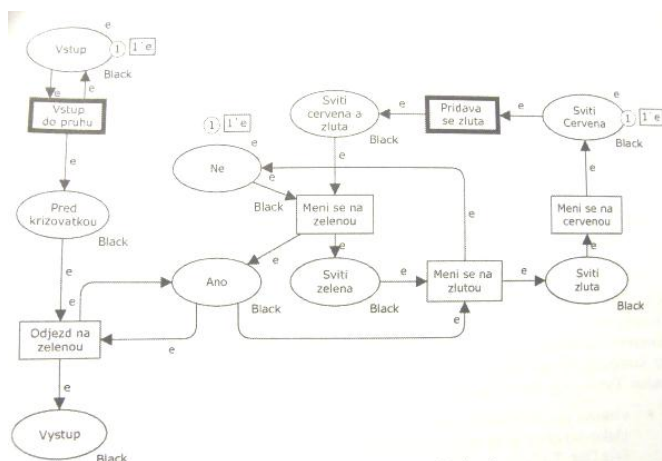 e
Vstup
1
1`e
Black
e
e
Vstup
do pruhu
e
Pred
krizovatkou
Black
e
Odjezd na
zelenou
e
Vystup
Black
1
1`e
e
Ne
Black
e
e
Sviti
cervena a
zluta
Black
e
Pridava
se zluta
e
e
Sviti
Cervena
1
1`e
Black
e
Meni se na
zelenou
e
e
Ano
Black
e
e
Sviti
zelena
Black
e
Meni se na
zlutou
e
e
e
Sviti
zluta
Black
e
Meni se na
cervenou
e